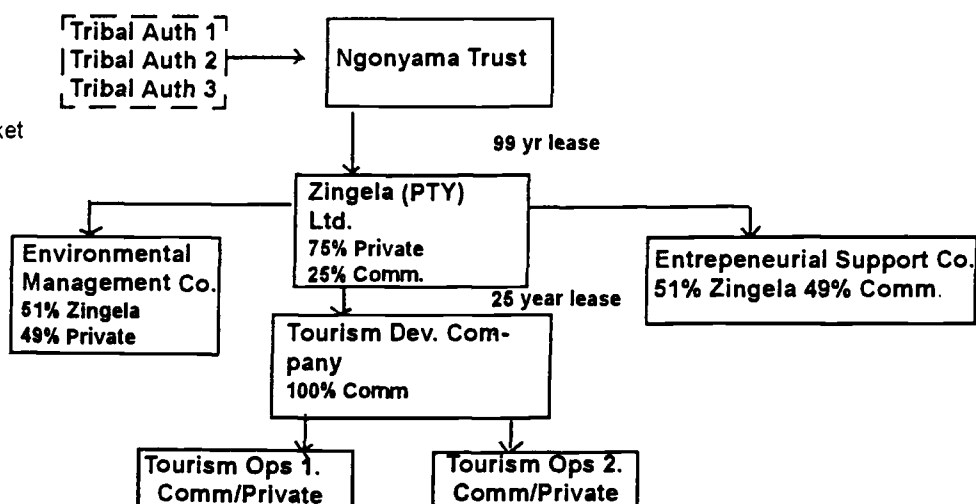 Tribal Auth 1
Tribal Auth 2
Tribal Auth 3
Ngonyama Trust
ket
99 yr lease
Zingela (PTY)
Ltd.
75% Private
25% Comm.
Environmental
Management Co.
51% Zingela
49% Private
Entrepeneurial Support Co.
51% Zingela 49% Comm.
25 year lease
Tourism Dev. Com-
pany
100% Comm
Tourism Ops 1.
Comm/Private
Tourism Ops 2.
Comm/Private